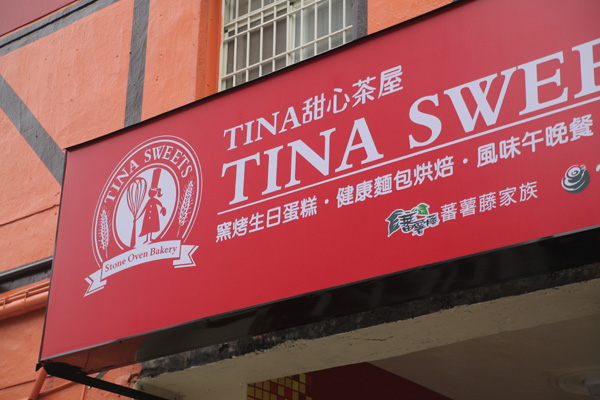 TINA SWEETS
Stone Oven Bakery
TINA甜心茶屋
TINA SWEE
窯烤生日蛋糕・健康麵包烘焙・風味午晚餐
蕃薯藤家族